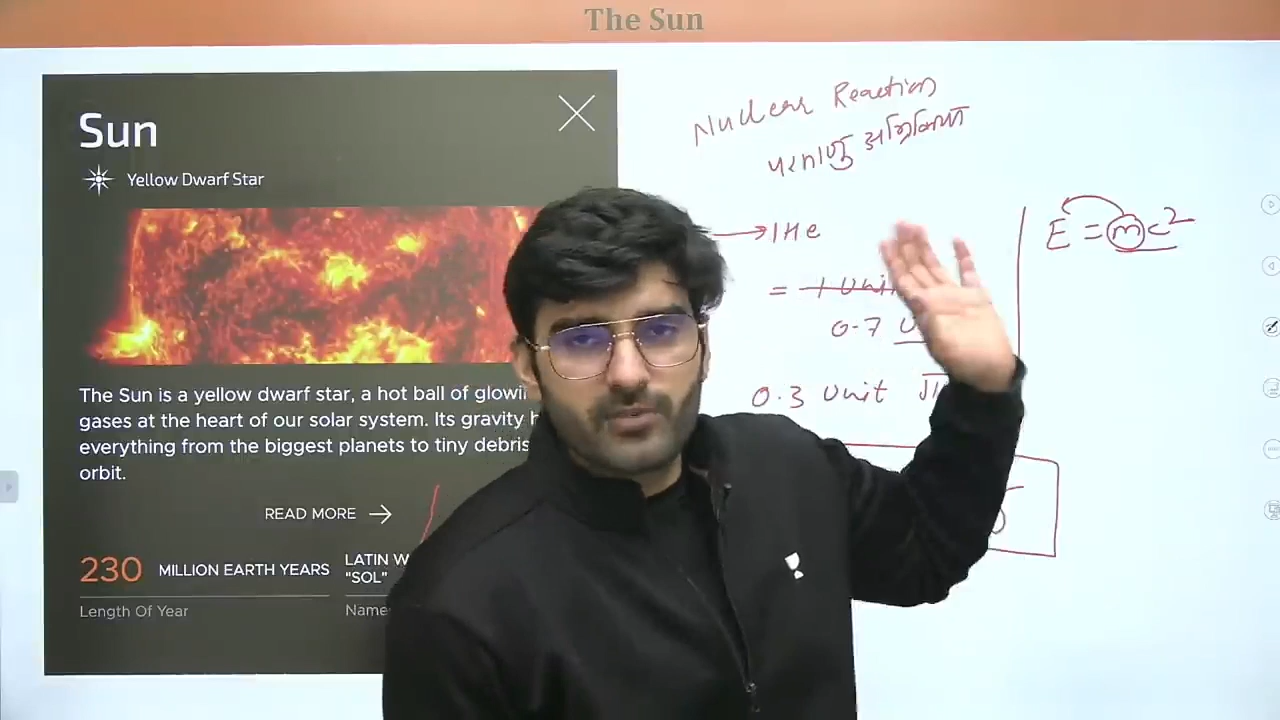 The Sun
Sun
Yellow Dwarf Star
The Sun is a yellow dwarf star, a hot ball of
gases at the heart of our solar system. Its gravity
everything from the biggest planets to tiny debris
orbit.
READ MORE
230 MILLION EARTH YEARS
Length Of Year
LATIN
"SOL"
Name
Nuclear Reaction
परमाणु अभिक्रिया
→ 1He
= 1 Unit
0.7
0.3 Unit
E = mc²